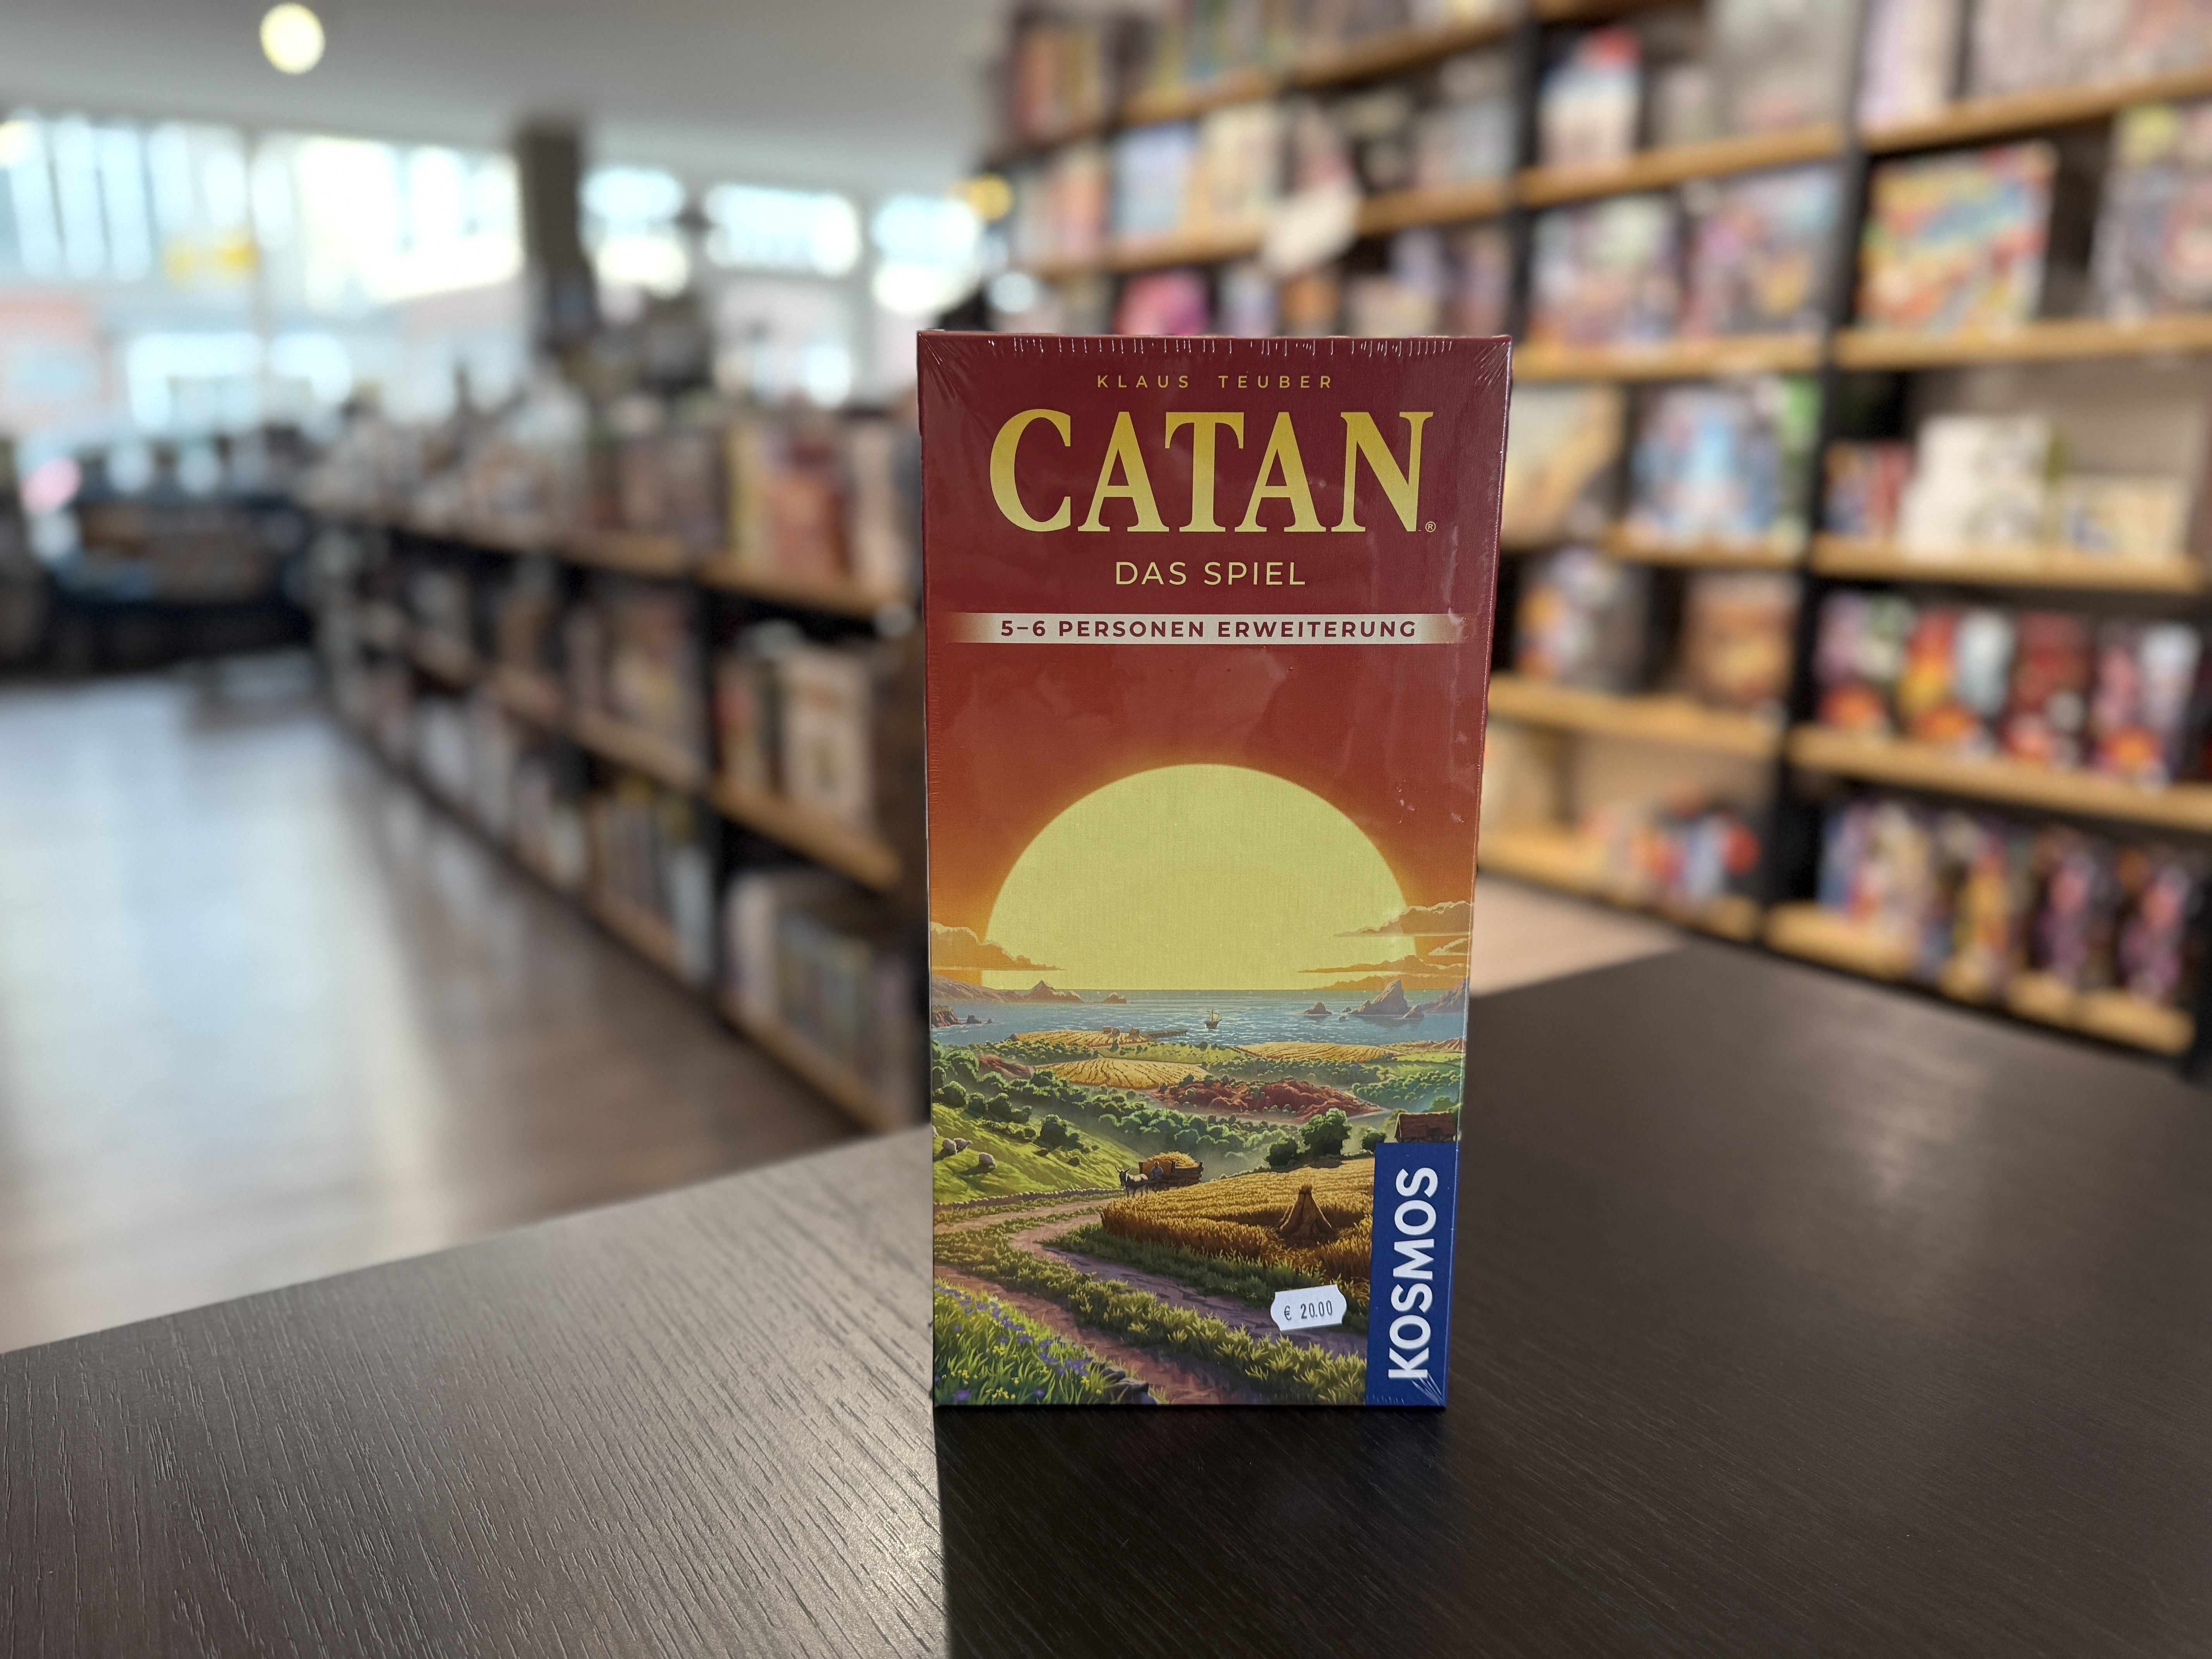 KLAUS TEUBER
CATAN®
DAS SPIEL
5–6 PERSONEN ERWEITERUNG
KOSMOS
€ 20.00